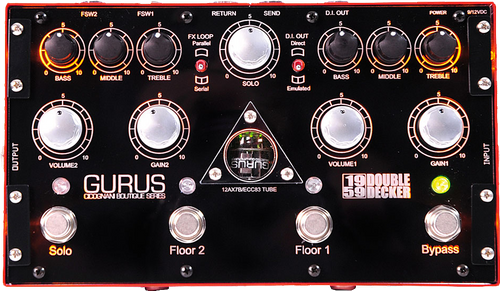 FSW2 FSW1 RETURN SEND D.I. OUT POWER 9/12VDC
FX LOOP
Parallel
Serial
D.I. OUT
Direct
Emulated
0 5 10
BASS
0 5 10
MIDDLE
0 5 10
TREBLE
0 5 10
SOLO
0 5 10
BASS
0 5 10
MIDDLE
0 5 10
TREBLE
OUTPUT
INPUT
0 5 10
VOLUME2
0 5 10
GAIN2
GURUS
12AX7B/ECC83 TUBE
0 5 10
VOLUME1
0 5 10
GAIN1
GURUS
CICOGNANI BOUTIQUE SERIES
1959 DOUBLE
DECKER
Solo
Floor 2
Floor 1
Bypass